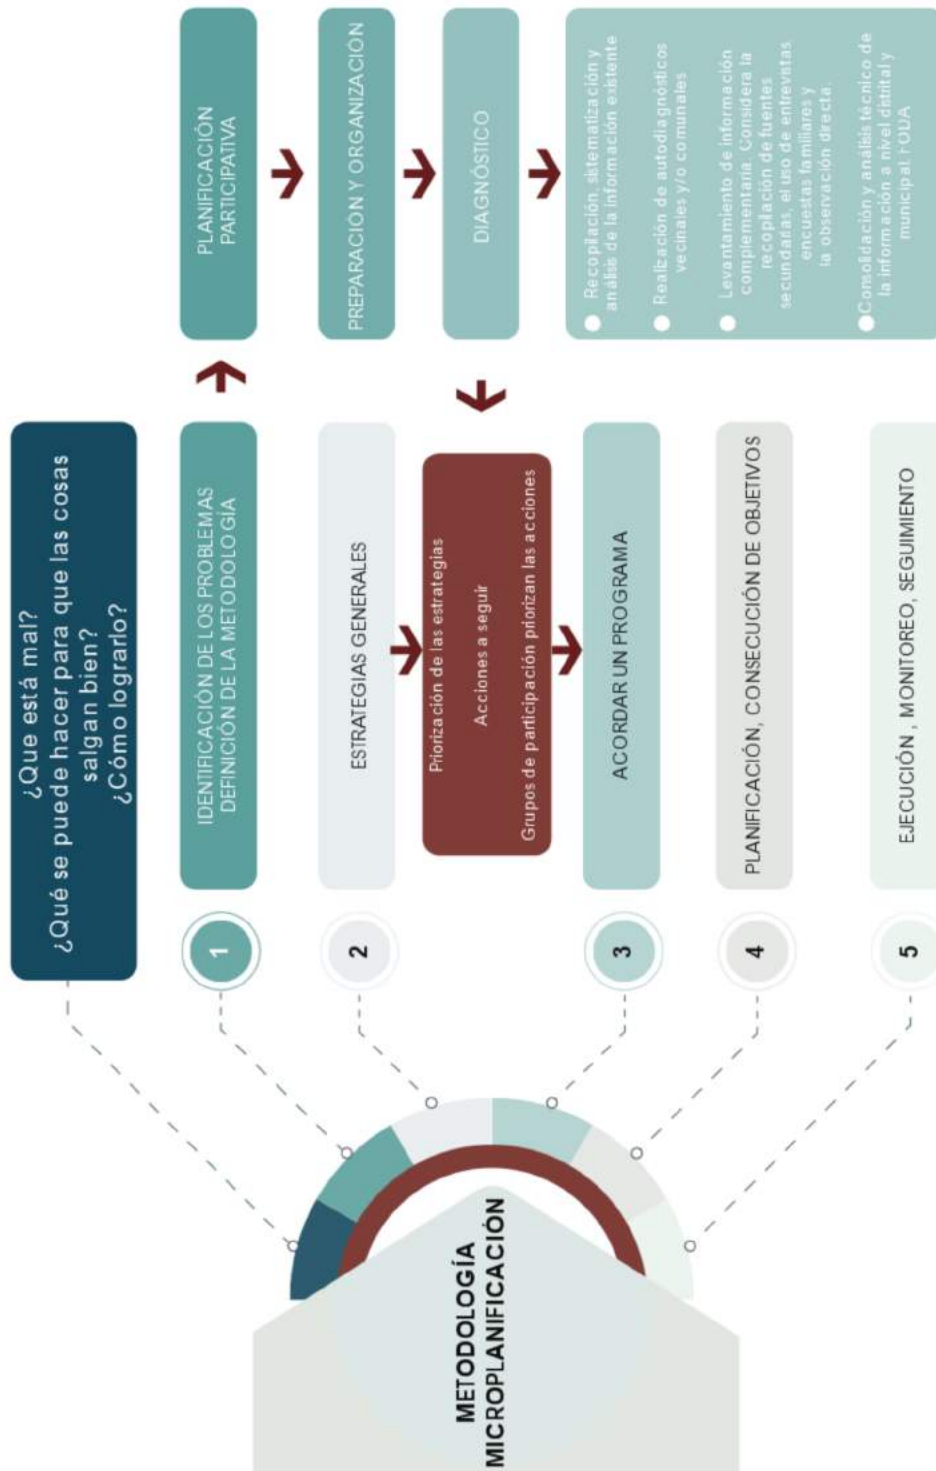 METODOLOGÍA
MICROPLANIFICACIÓN
¿Que está mal?
¿Qué se puede hacer para que las cosas
salgan bien?
¿Cómo lograrlo?
1
IDENTIFICACIÓN DE LOS PROBLEMAS
DEFINICIÓN DE LA METODOLOGÍA
2
ESTRATEGIAS GENERALES
Priorización de las estrategias
Acciones a seguir
Grupos de participación priorizan las acciones
3
ACORDAR UN PROGRAMA
4
PLANIFICACIÓN, CONSECUCIÓN DE OBJETIVOS
5
EJECUCIÓN , MONITOREO, SEGUIMIENTO
PLANIFICACIÓN
PARTICIPATIVA
PREPARACIÓN Y ORGANIZACIÓN
DIAGNÓSTICO
Recopilación, sistematización y
análisis de la información existente
Realización de autodiagnósticos
vecinales y/o comunales
Levantamiento de información
complementaria. Considera la
recopilación de fuentes
secundarias, el uso de entrevistas
encuestas familiares y
la observación directa.
Consolidación y análisis técnico de
la información a nivel distrital y
municipal